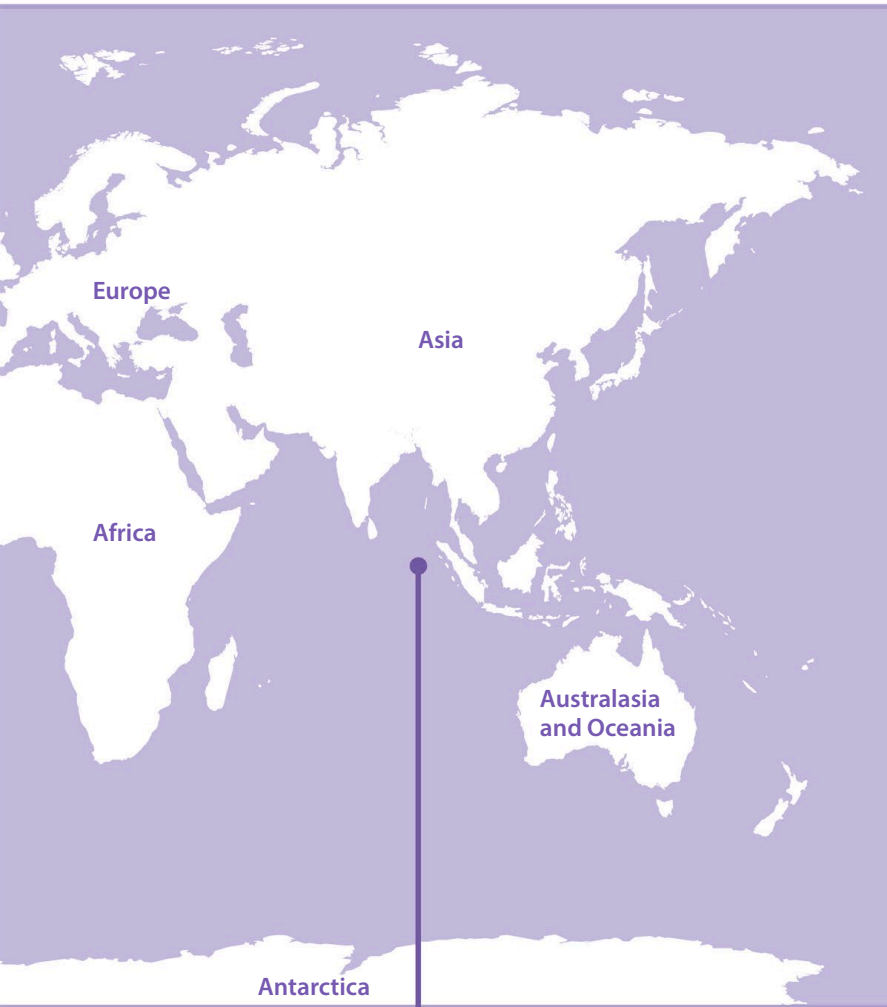 Europe
Asia
Africa
Australasia
and Oceania
Antarctica